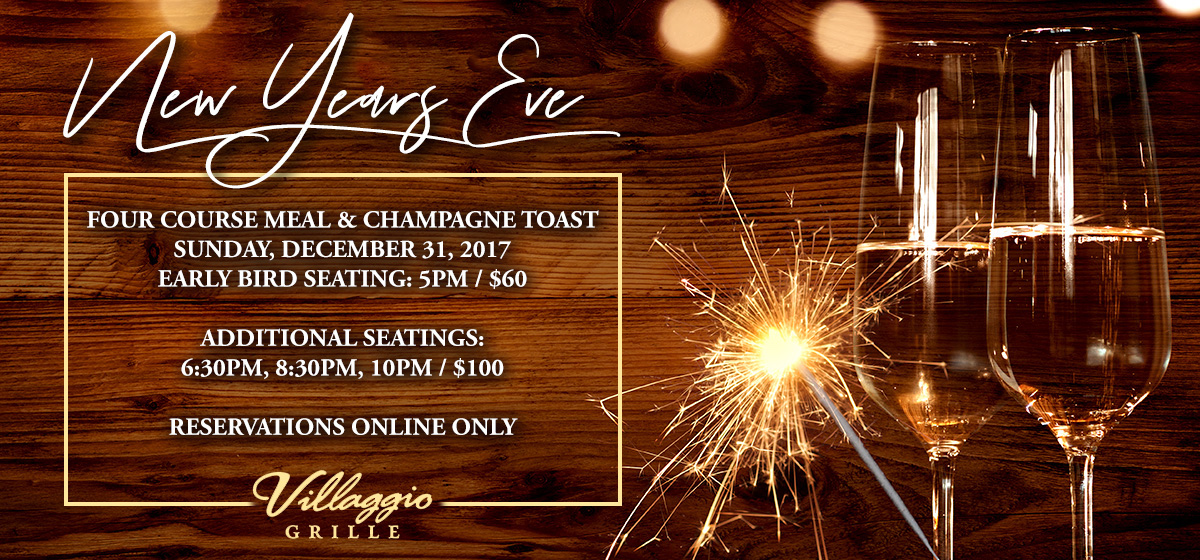 New Years Eve
FOUR COURSE MEAL & CHAMPAGNE TOAST
SUNDAY, DECEMBER 31, 2017
EARLY BIRD SEATING: 5PM / $60
ADDITIONAL SEATINGS:
6:30PM, 8:30PM, 10PM / $100
RESERVATIONS ONLINE ONLY
Villaggio
GRILLE